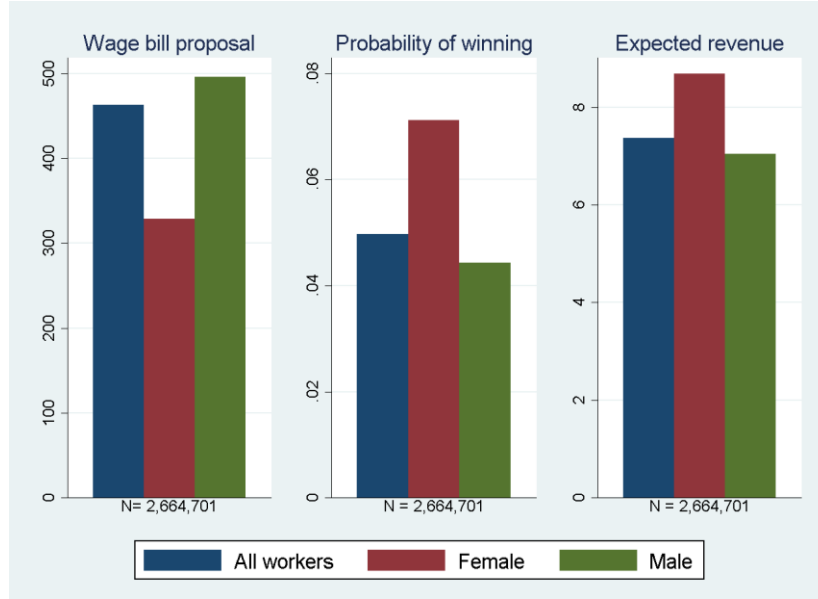 Wage bill proposal
500
400
300
200
100
0
N= 2,664,701
Probability of winning
.08
.06
.04
.02
0
N = 2,664,701
Expected revenue
8
6
4
2
0
N = 2,664,701
All workers Female Male